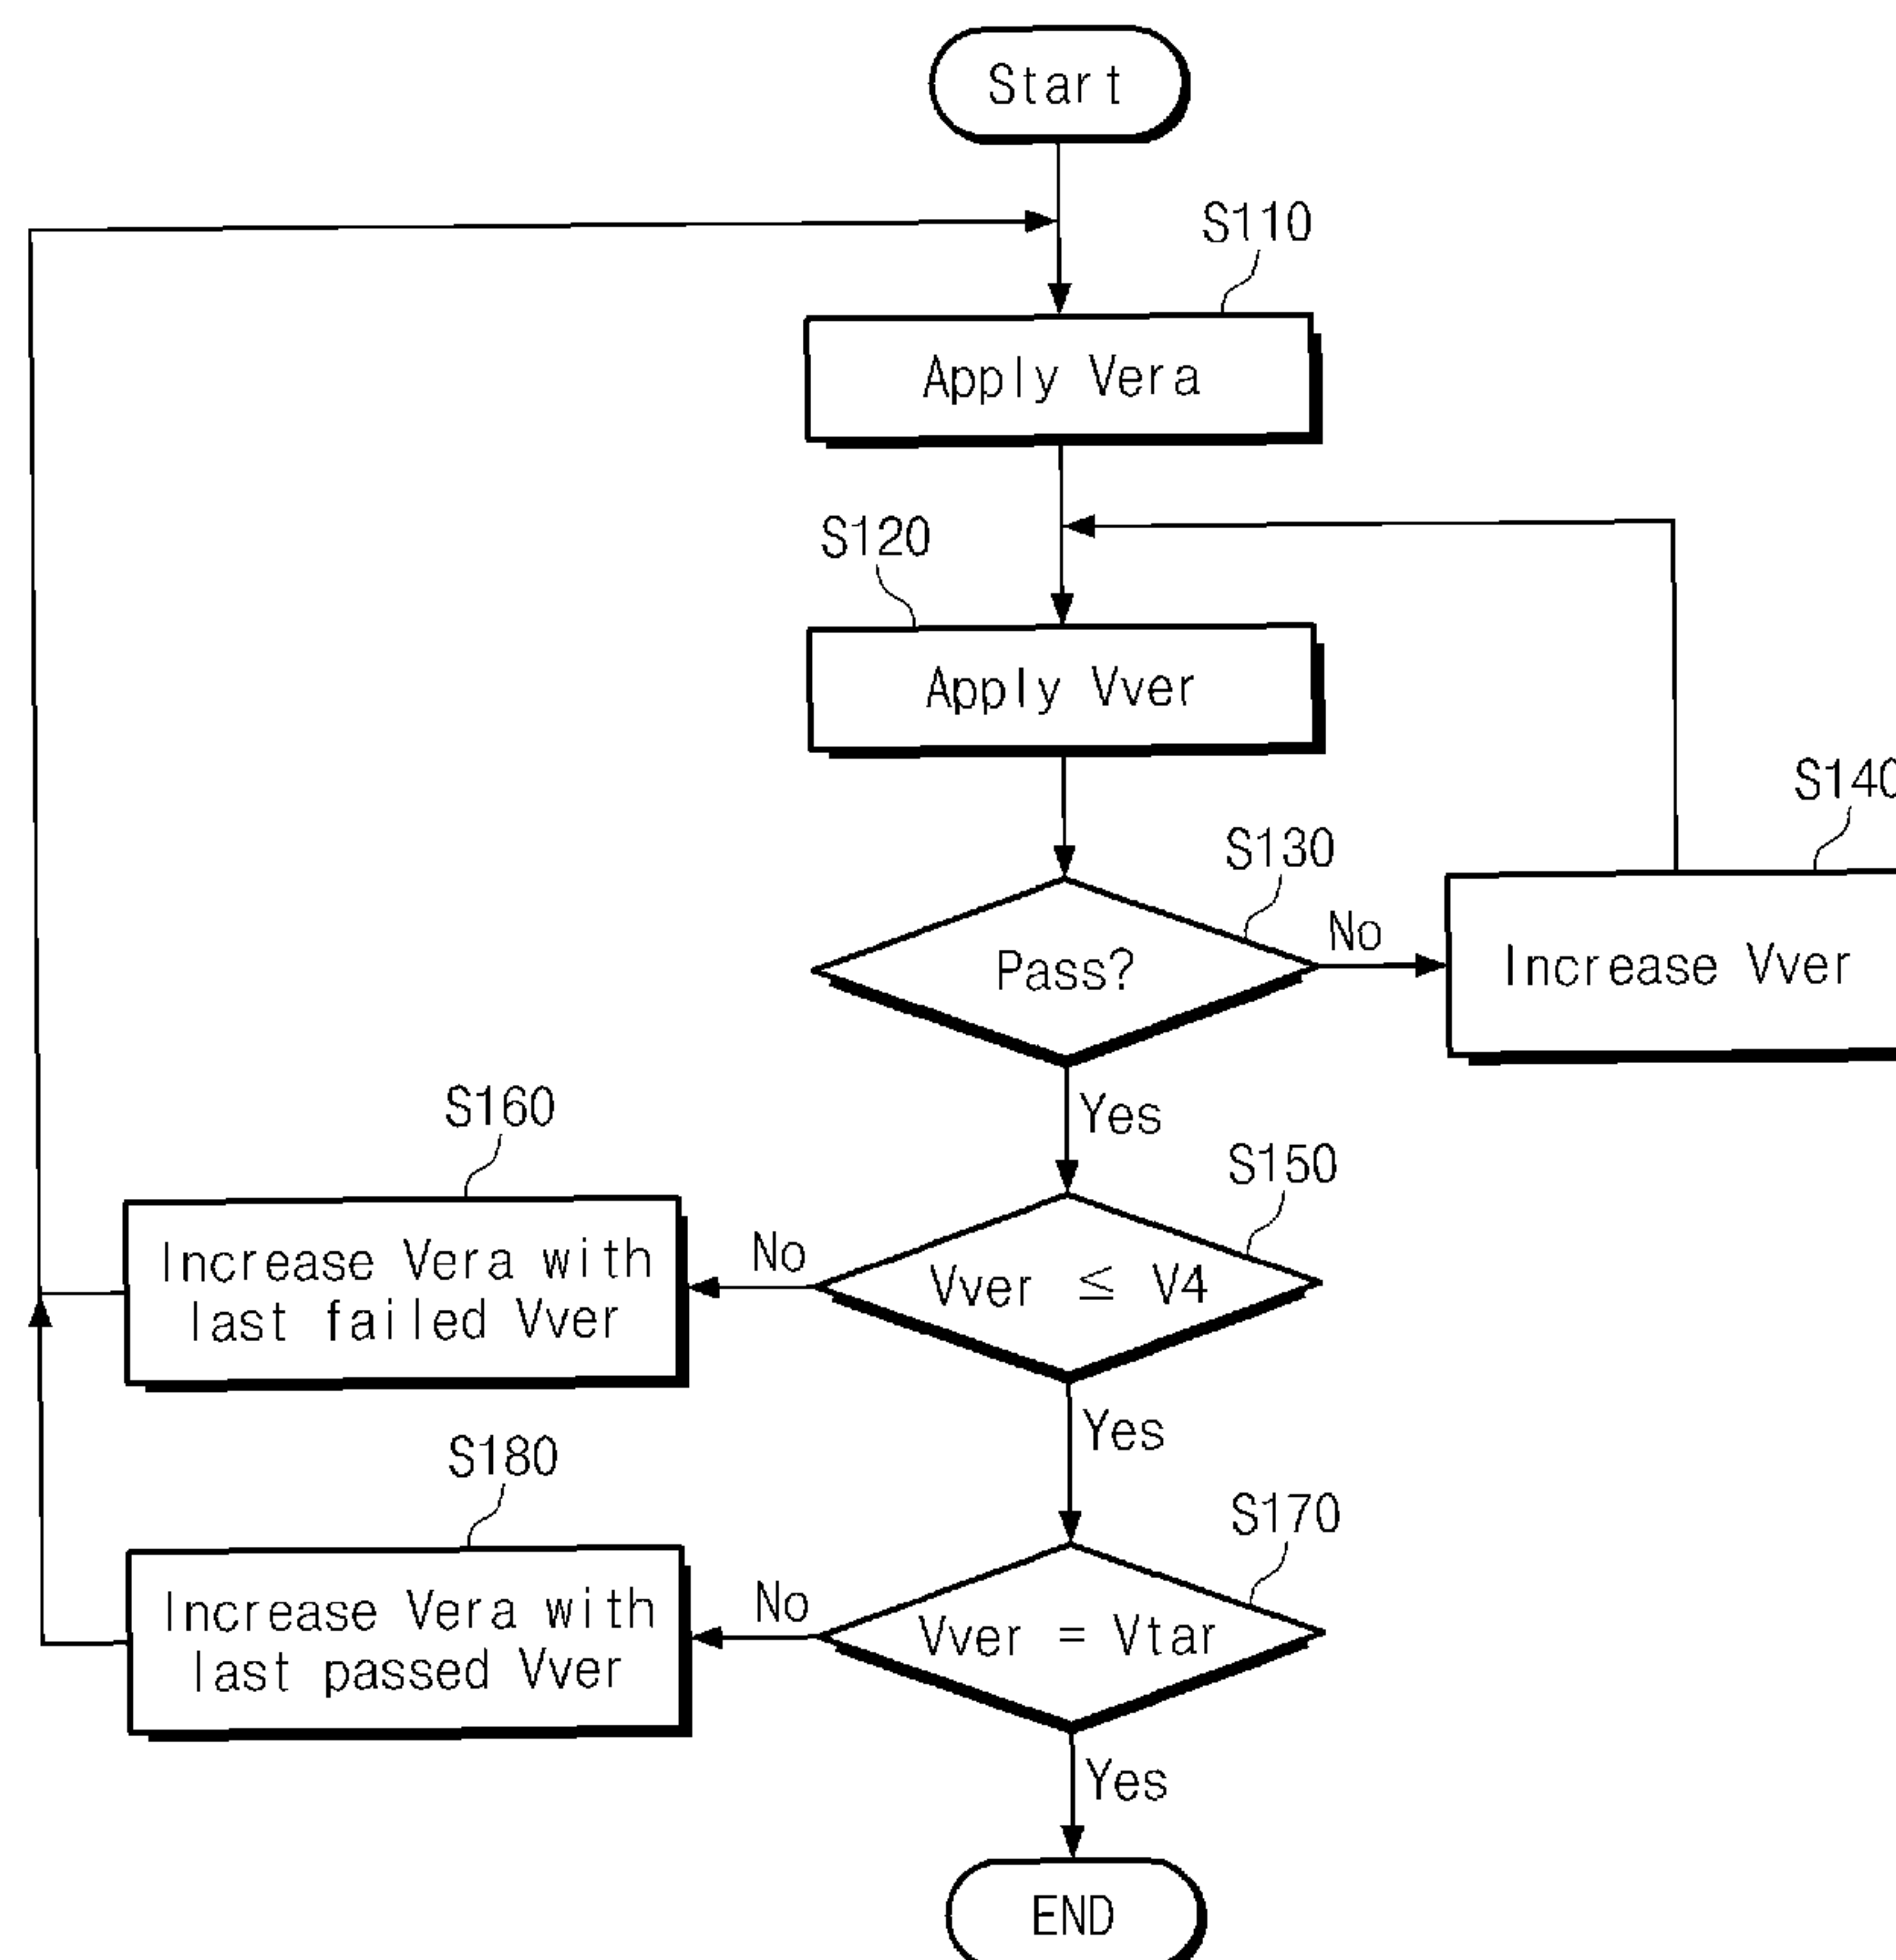 Start
S110
Apply Vera
S120
Apply Vver
S130
Pass?
No
S140
Increase Vver
Yes
S150
Vver ≤ V4
No
S160
Increase Vera with
last failed Vver
Yes
S170
Vver = Vtar
No
S180
Increase Vera with
last passed Vver
Yes
END